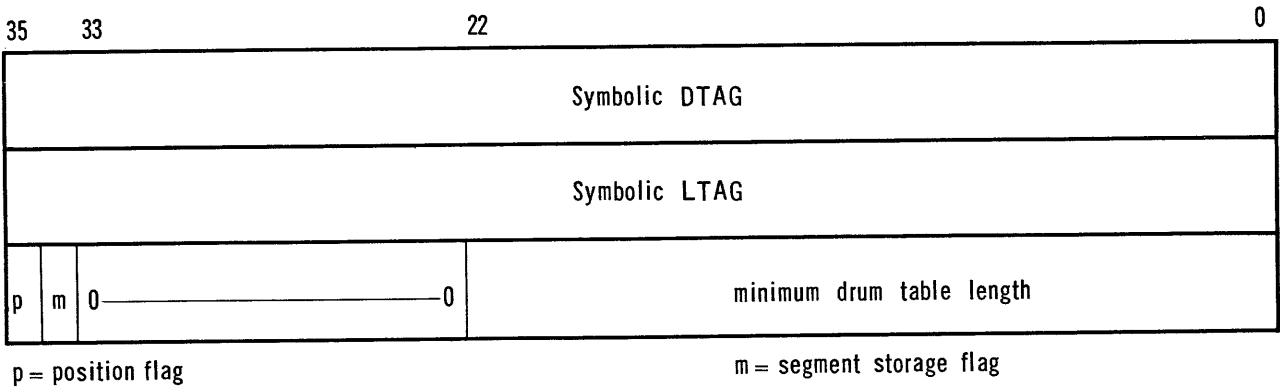 35 33 22 0
Symbolic DTAG
Symbolic LTAG
p m 0 0 minimum drum table length
p = position flag m = segment storage flag